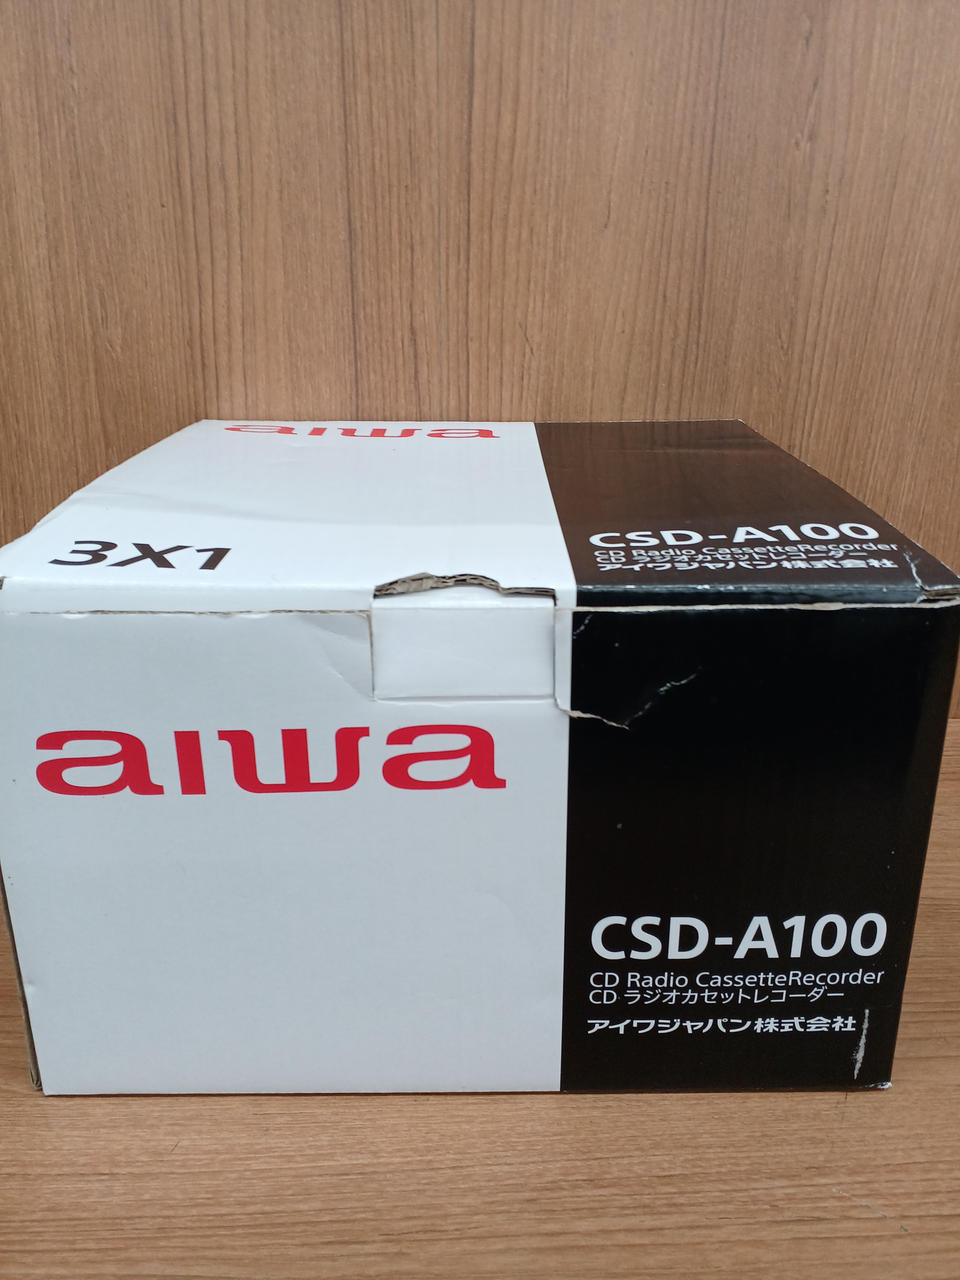 aiwa
3X1
CSD-A100
CD Radio CassetteRecorder
CD ラジオカセットレコーダー
アイワジャパン株式会社
aiwa
CSD-A100
CD Radio CassetteRecorder
CD ラジオカセットレコーダー
アイワジャパン株式会社